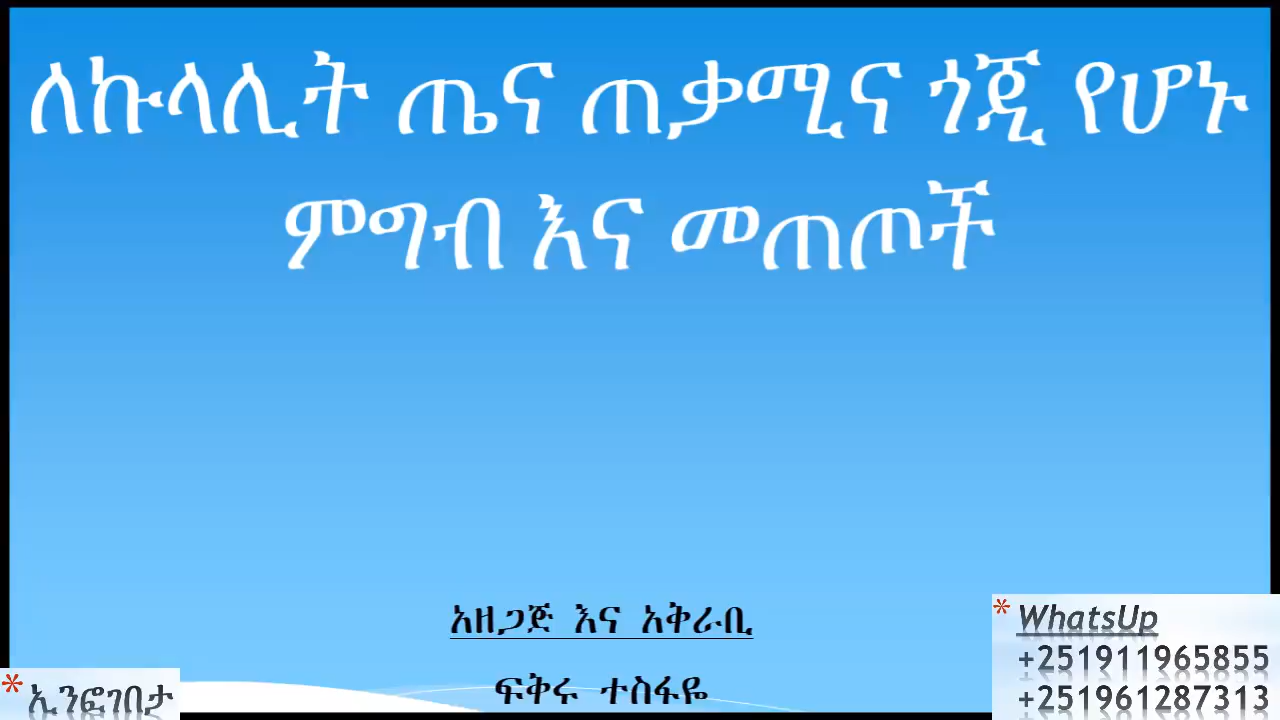 ለኩላሊት ጤና ጠቃሚና ጎጂ የሆኑ
ምግብ እና መጠጦች
አዘጋጅ እና አቅራቢ
ፍቅሩ ተስፋዬ
* ኢንፎገበታ
* WhatsUp
+251911965855
+251961287313